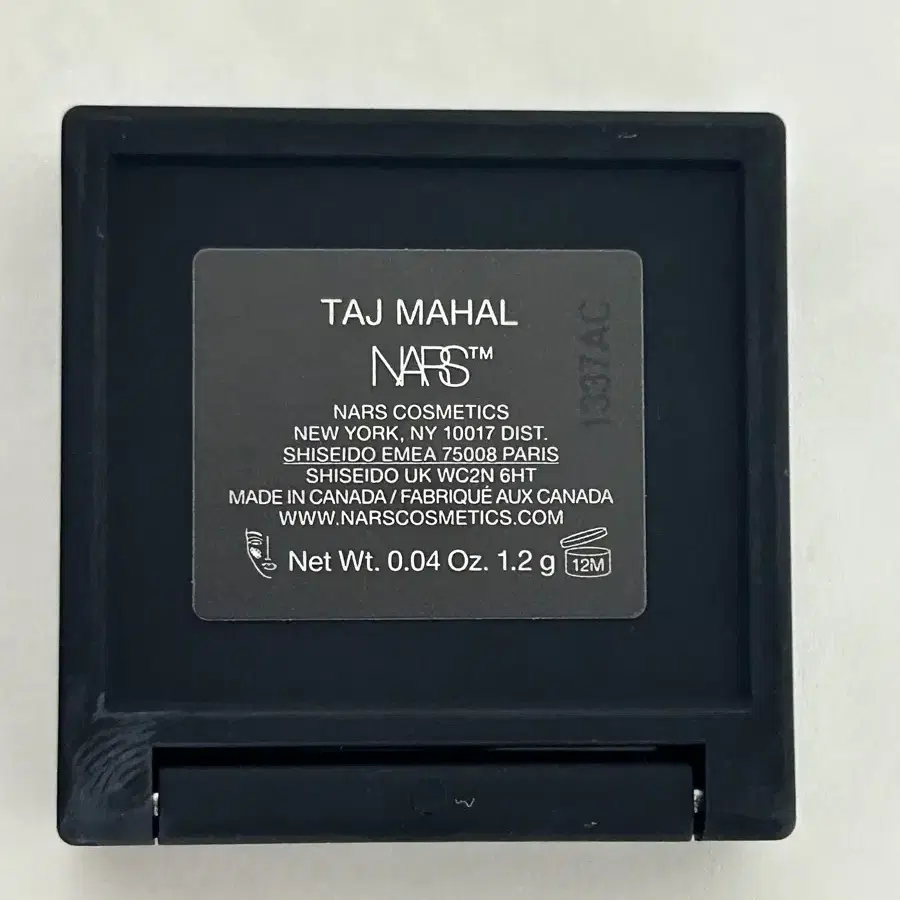 TAJ MAHAL
NARS™
NARS COSMETICS
NEW YORK, NY 10017 DIST.
SHISEIDO EMEA 75008 PARIS
SHISEIDO UK WC2N 6HT
MADE IN CANADA / FABRIQUÉ AUX CANADA
WWW.NARSCOSMETICS.COM
Net Wt. 0.04 Oz. 1.2 g
12M
1337AC